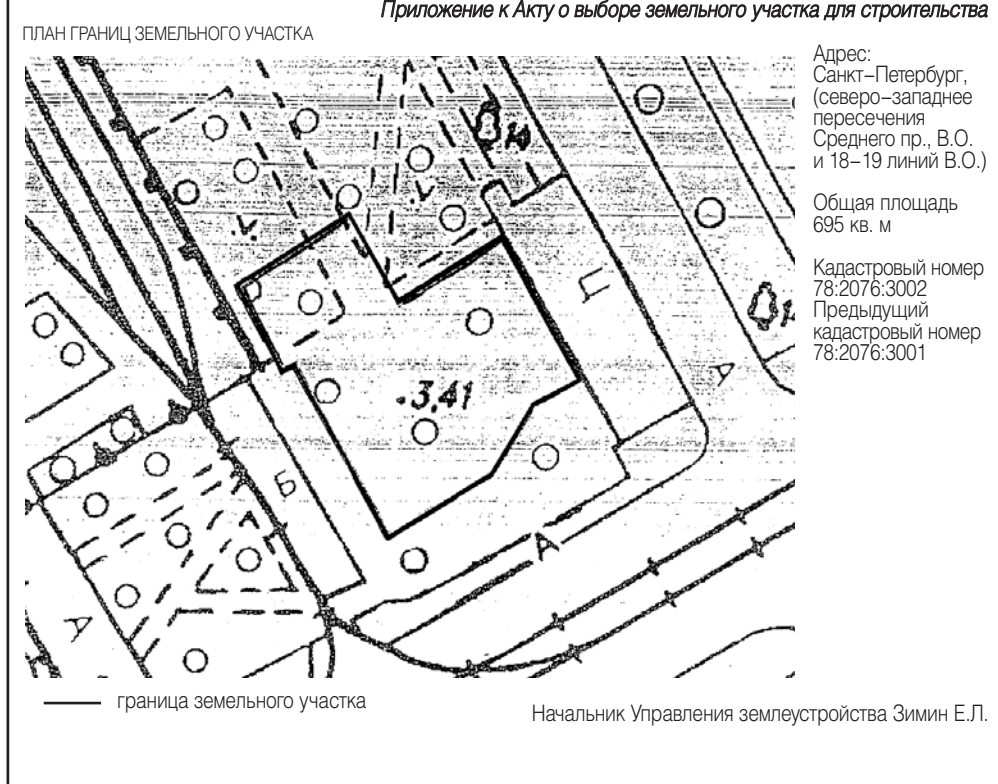 Приложение к Акту о выборе земельного участка для строительства
ПЛАН ГРАНИЦ ЗЕМЕЛЬНОГО УЧАСТКА
Адрес:
Санкт–Петербург,
(северо–западнее
пересечения
Среднего пр., В.О.
и 18–19 линий В.О.)
Общая площадь
695 кв. м
Кадастровый номер
78:2076:3002
Предыдущий
кадастровый номер
78:2076:3001
Ц
А
.3,41
Б
А
А
граница земельного участка
Начальник Управления землеустройства Зимин Е.Л.